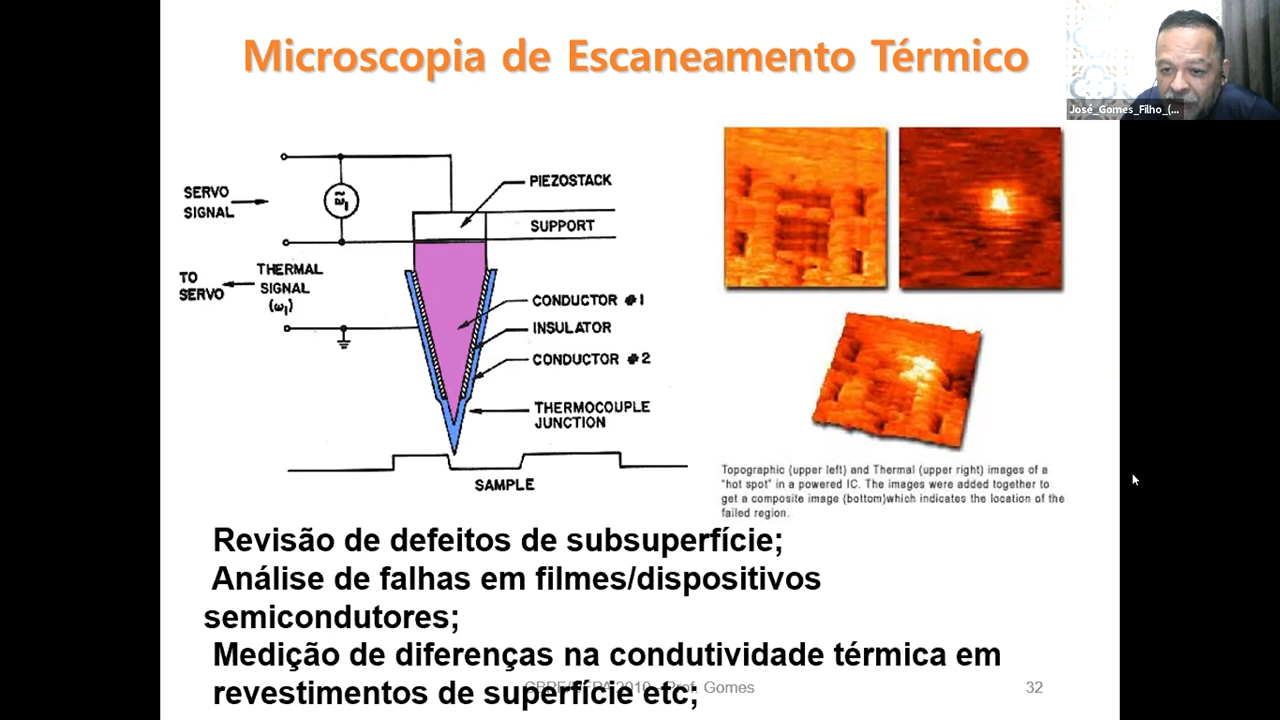 Microscopia de Escaneamento Térmico
José_Gomes_Filho_(...
SERVO
SIGNAL
PIEZOSTACK
SUPPORT
TO
SERVO
THERMAL
SIGNAL
(ω1)
CONDUCTOR #1
INSULATOR
CONDUCTOR #2
THERMOCOUPLE
JUNCTION
SAMPLE
Topographic (upper left) and Thermal (upper right) images of a
"hot spot" in a powered IC. The images were added together to
get a composite image (bottom)which indicates the location of the
failed region.
Revisão de defeitos de subsuperfície;
Análise de falhas em filmes/dispositivos
semicondutores;
Medição de diferenças na condutividade térmica em
revestimentos de superfície etc;
2019 Prof. Gomes
32